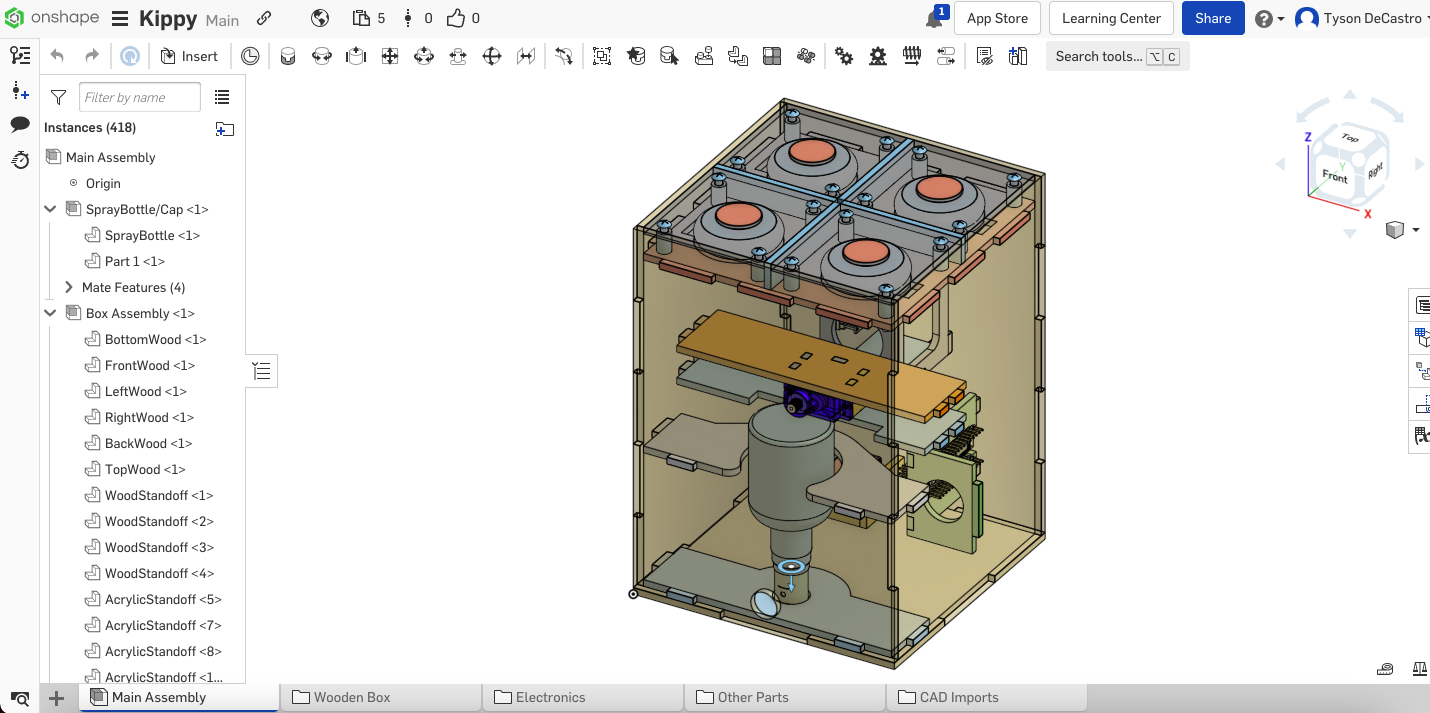 onshape Kippy Main 5 0 0 1 App Store Learning Center Share Tyson DeCastro
Insert Search tools... ⌥ C
Filter by name
Instances (418)
Main Assembly
Origin
SprayBottle/Cap <1>
SprayBottle <1>
Part 1 <1>
Mate Features (4)
Box Assembly <1>
BottomWood <1>
FrontWood <1>
LeftWood <1>
RightWood <1>
BackWood <1>
TopWood <1>
WoodStandoff <1>
WoodStandoff <2>
WoodStandoff <3>
WoodStandoff <4>
AcrylicStandoff <5>
AcrylicStandoff <7>
AcrylicStandoff <8>
AcrylicStandoff <1...
Z
Top
Y
Front Right
X
Main Assembly Wooden Box Electronics Other Parts CAD Imports